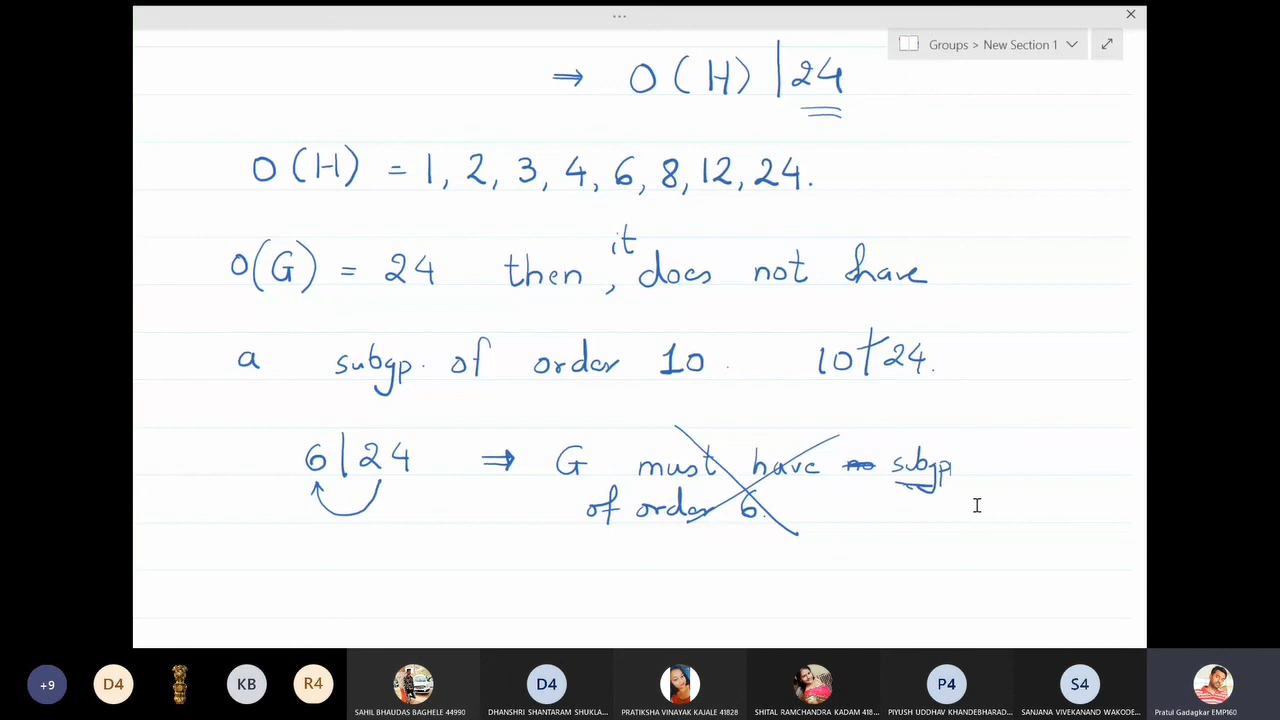 ...
Groups > New Section 1
⇒ O(H) | 24
O(H) = 1, 2, 3, 4, 6, 8, 12, 24.
it
O(G) = 24 then, does not have
a subgp. of order 10. 10 ∤ 24.
6 | 24 ⇒ G must have no subgp
of order 6.
+9 D4 KB R4 D4 P4 S4
SAHIL BHAUDAS BAGHELE 44990 DHANSHRI SHANTARAM SHUKLA... PRATIKSHA VINAYAK KAJALE 41828 SHITAL RAMCHANDRA KADAM 418... PIYUSH UDDHAV KHANDEBHARAD... SANJANA VIVEKANAND WAKODE... Pratul Gadagkar EMP160